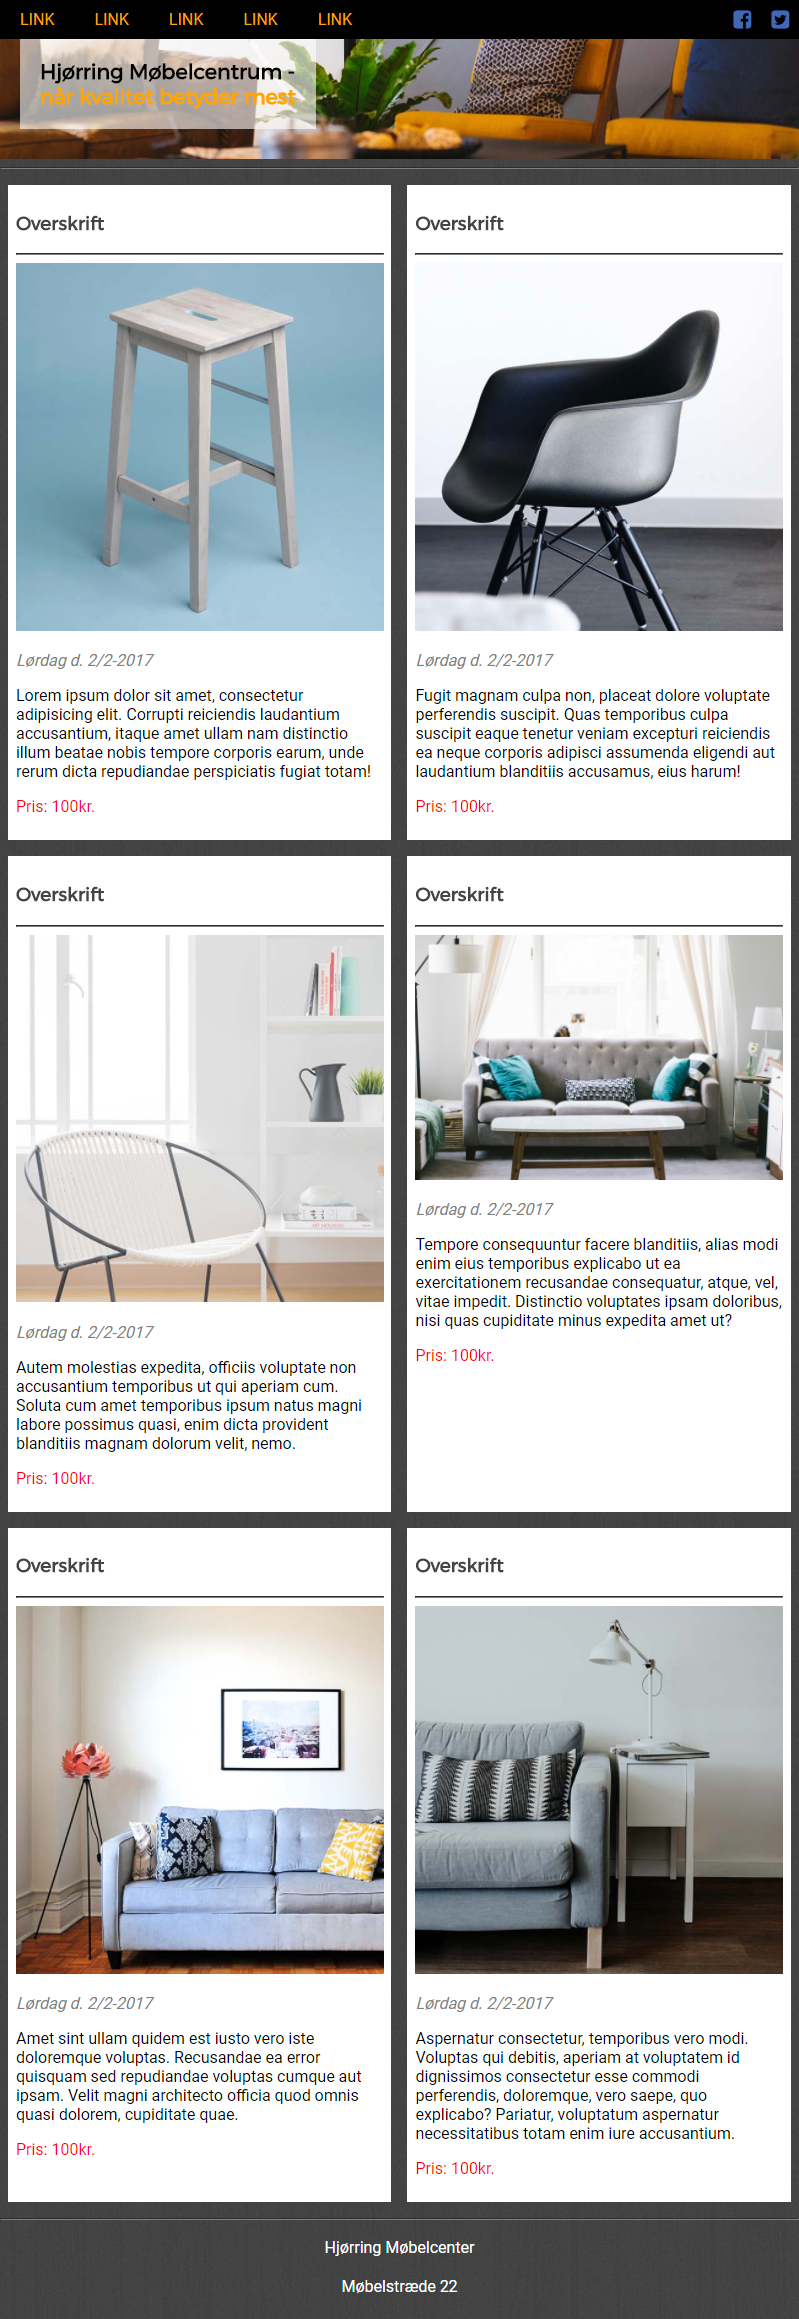 LINK LINK LINK LINK LINK
Hjørring Møbelcentrum -
når kvalitet betyder mest
Overskrift
Lørdag d. 2/2-2017
Lorem ipsum dolor sit amet, consectetur
adipisicing elit. Corrupti reiciendis laudantium
accusantium, itaque amet ullam nam distinctio
illum beatae nobis tempore corporis earum, unde
rerum dicta repudiandae perspiciatis fugiat totam!
Pris: 100kr.
Overskrift
Lørdag d. 2/2-2017
Fugit magnam culpa non, placeat dolore voluptate
perferendis suscipit. Quas temporibus culpa
suscipit eaque tenetur veniam excepturi reiciendis
ea neque corporis adipisci assumenda eligendi aut
laudantium blanditiis accusamus, eius harum!
Pris: 100kr.
Overskrift
Lørdag d. 2/2-2017
Autem molestias expedita, officiis voluptate non
accusantium temporibus ut qui aperiam cum.
Soluta cum amet temporibus ipsum natus magni
labore possimus quasi, enim dicta provident
blanditiis magnam dolorum velit, nemo.
Pris: 100kr.
Overskrift
Lørdag d. 2/2-2017
Tempore consequuntur facere blanditiis, alias modi
enim eius temporibus explicabo ut ea
exercitationem recusandae consequatur, atque, vel,
vitae impedit. Distinctio voluptates ipsam doloribus,
nisi quas cupiditate minus expedita amet ut?
Pris: 100kr.
Overskrift
Lørdag d. 2/2-2017
Amet sint ullam quidem est iusto vero iste
doloremque voluptas. Recusandae ea error
quisquam sed repudiandae voluptas cumque aut
ipsam. Velit magni architecto officia quod omnis
quasi dolorem, cupiditate quae.
Pris: 100kr.
Overskrift
Lørdag d. 2/2-2017
Aspernatur consectetur, temporibus vero modi.
Voluptas qui debitis, aperiam at voluptatem id
dignissimos consectetur esse commodi
perferendis, doloremque, vero saepe, quo
explicabo? Pariatur, voluptatum aspernatur
necessitatibus totam enim iure accusantium.
Pris: 100kr.
Hjørring Møbelcenter
Møbelstræde 22